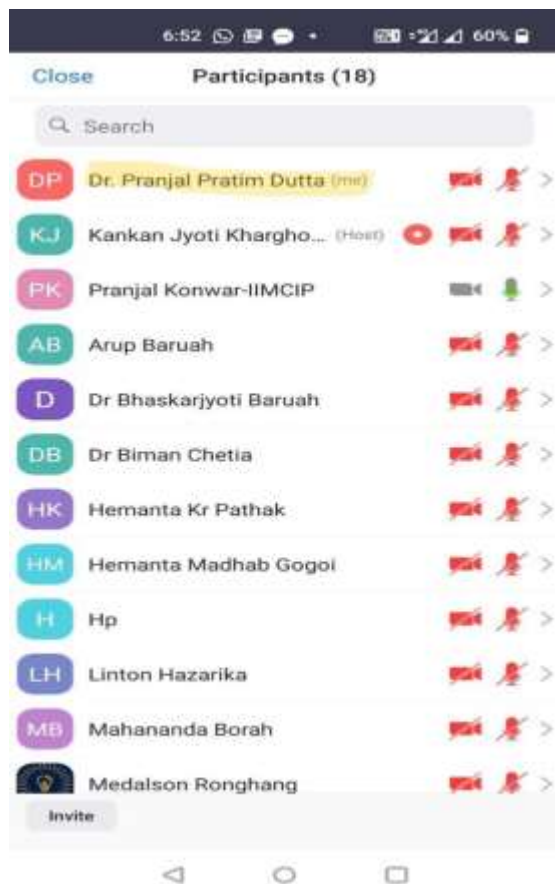 6:52 60%
Close Participants (18)
Search
DP Dr. Pranjal Pratim Dutta (me)
KJ Kankan Jyoti Khargho... (Host)
PK Pranjal Konwar-IIMCIP
AB Arup Baruah
D Dr Bhaskarjyoti Baruah
DB Dr Biman Chetia
HK Hemanta Kr Pathak
HM Hemanta Madhab Gogoi
H Hp
LH Linton Hazarika
MB Mahananda Borah
Medalson Ronghang
Invite